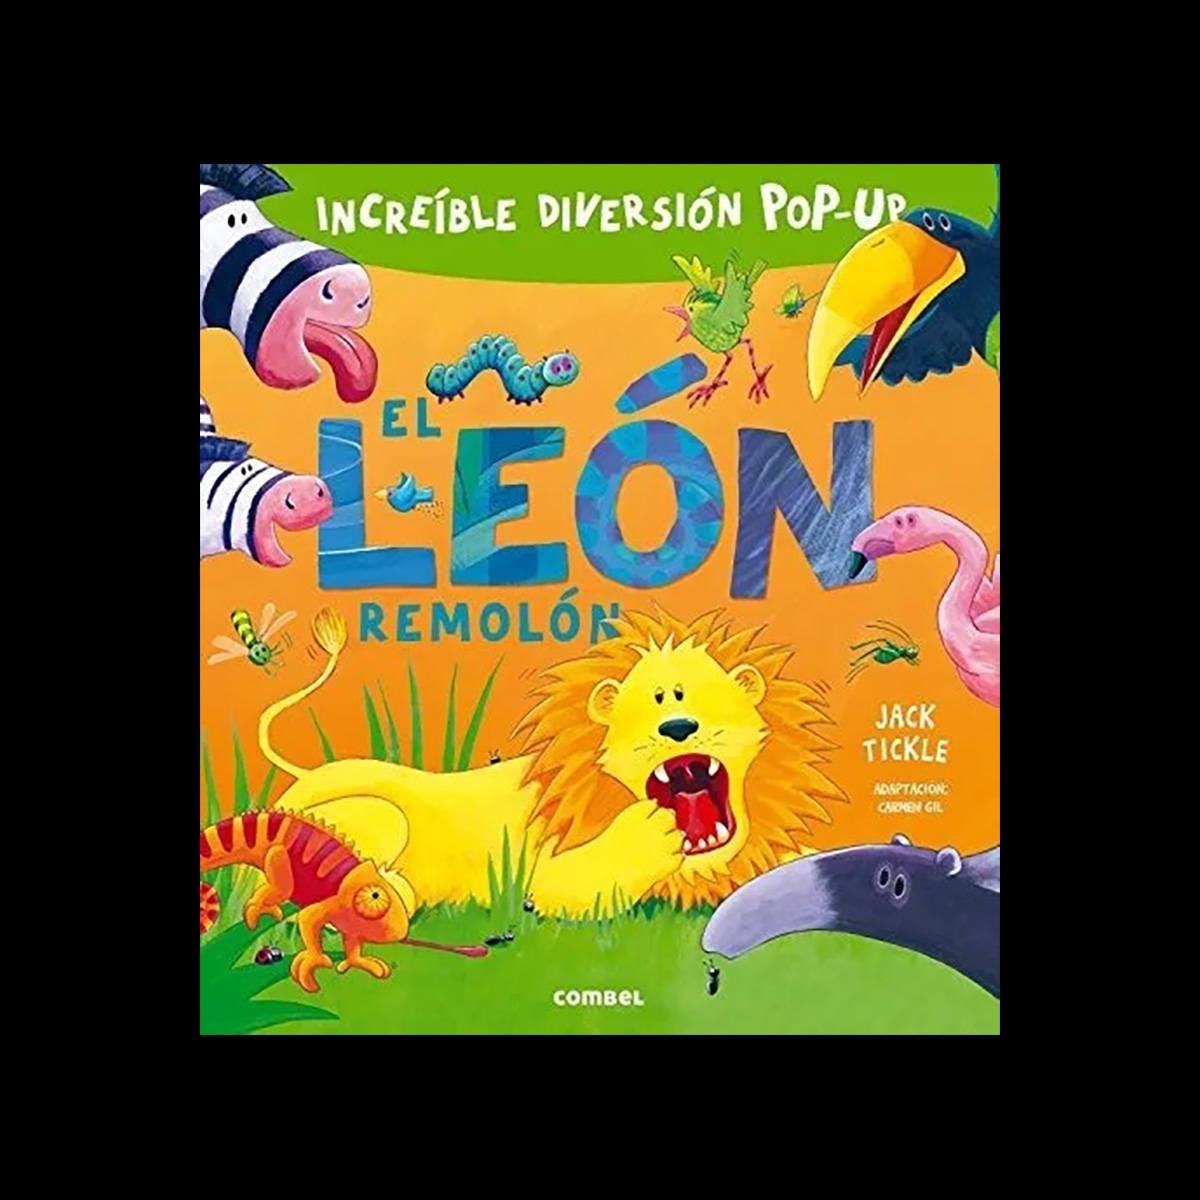 INCREÍBLE DIVERSIÓN POP-UP
EL
LEÓN
REMOLÓN
JACK
TICKLE
ADAPTACIÓN:
CARMEN GIL
COMBEL